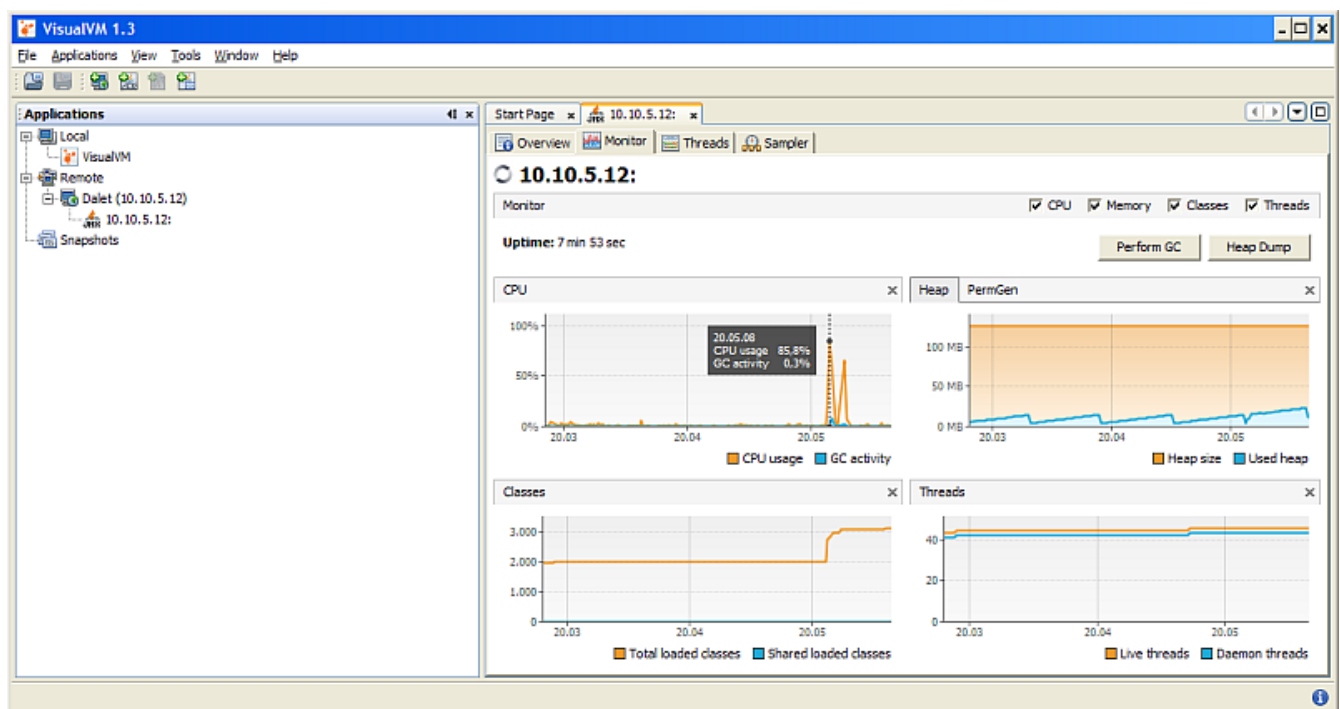 VisualVM 1.3
File Applications View Tools Window Help
Applications
Local
VisualVM
Remote
Dalet (10.10.5.12)
10.10.5.12:
Snapshots
Start Page 10.10.5.12:
Overview Monitor Threads Sampler
10.10.5.12:
Monitor CPU Memory Classes Threads
Uptime: 7 min 53 sec Perform GC Heap Dump
CPU
100%
50%
0%
20.05.08
CPU usage 85,8%
GC activity 0,3%
20.03 20.04 20.05
CPU usage GC activity
Heap PermGen
100 MB
50 MB
0 MB
20.03 20.04 20.05
Heap size Used heap
Classes
3.000
2.000
1.000
0
20.03 20.04 20.05
Total loaded classes Shared loaded classes
Threads
40
20
0
20.03 20.04 20.05
Live threads Daemon threads